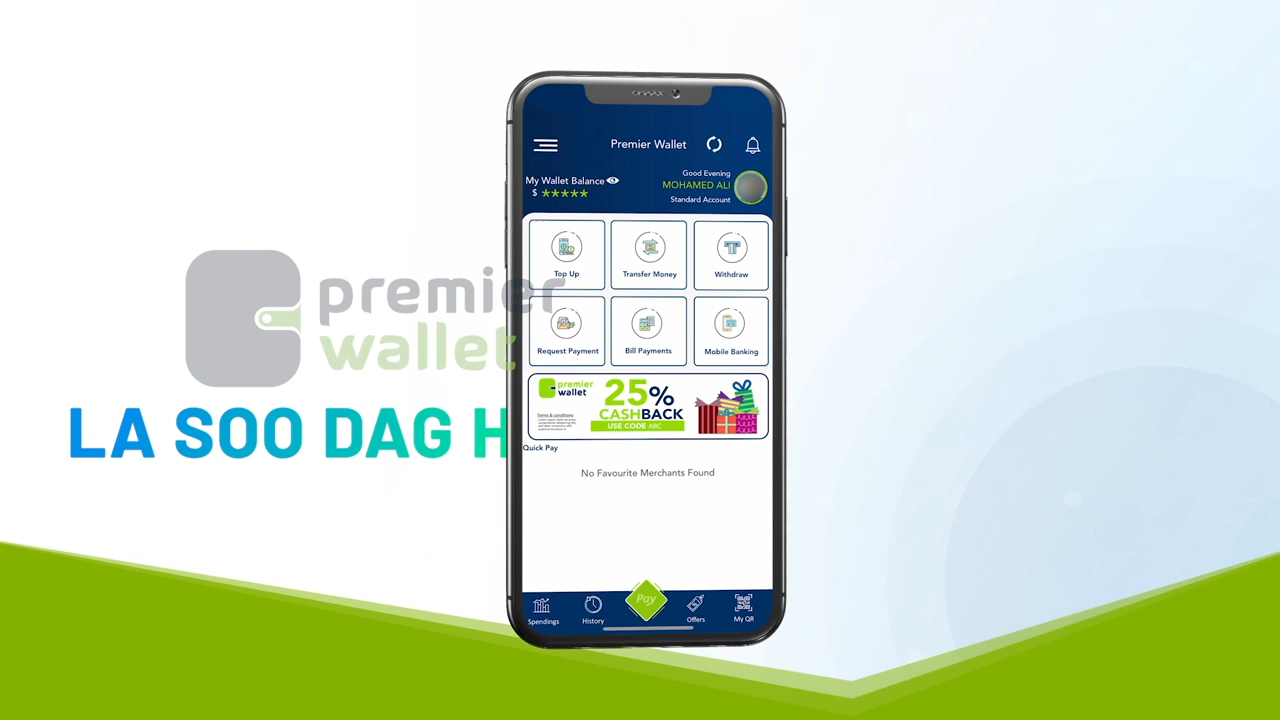 Premier Wallet
My Wallet Balance
$ *****
Good Evening
MOHAMED ALI
Standard Account
Top Up
Transfer Money
Withdraw
premier
wallet
Request Payment
Bill Payments
Mobile Banking
premier
wallet
25%
CASHBACK
USE CODE ABC
Terms & conditions
LA SOO DAG H
Quick Pay
No Favourite Merchants Found
Pay
Spendings
History
Offers
My QR